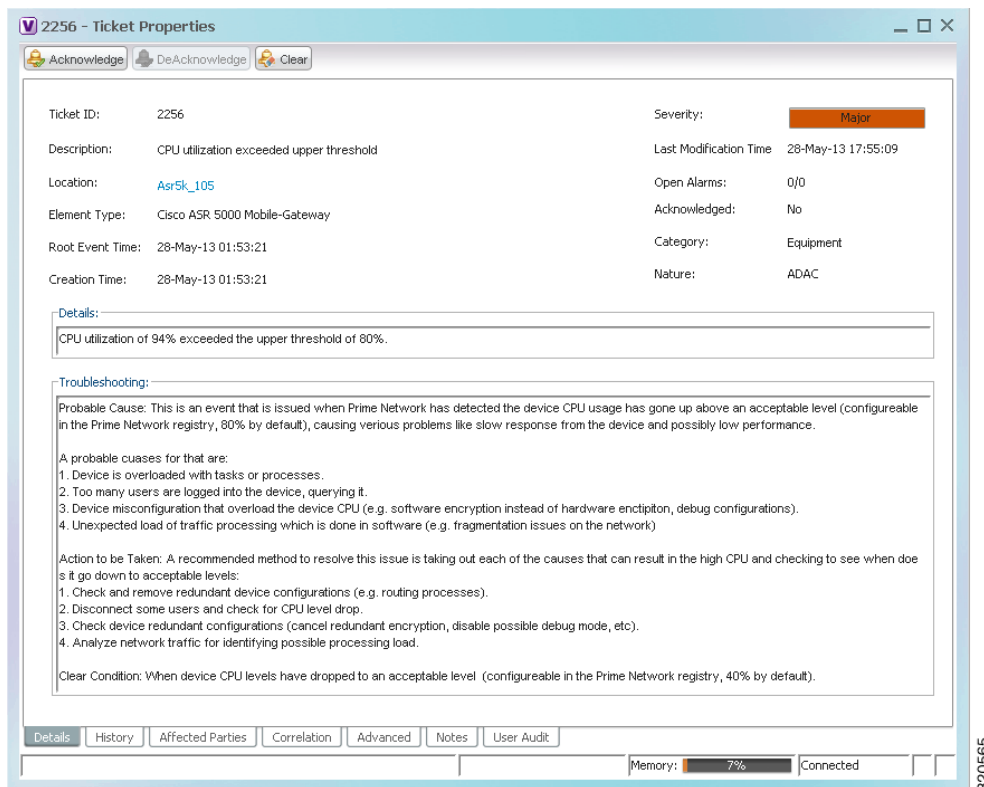 V 2256 - Ticket Properties
Acknowledge DeAcknowledge Clear
Ticket ID: 2256 Severity: Major
Description: CPU utilization exceeded upper threshold Last Modification Time 28-May-13 17:55:09
Location: Asr5k_105 Open Alarms: 0/0
Element Type: Cisco ASR 5000 Mobile-Gateway Acknowledged: No
Root Event Time: 28-May-13 01:53:21 Category: Equipment
Creation Time: 28-May-13 01:53:21 Nature: ADAC
Details:
CPU utilization of 94% exceeded the upper threshold of 80%.
Troubleshooting:
Probable Cause: This is an event that is issued when Prime Network has detected the device CPU usage has gone up above an acceptable level (configureable
in the Prime Network registry, 80% by default), causing verious problems like slow response from the device and possibly low performance.
A probable cuases for that are:
1. Device is overloaded with tasks or processes.
2. Too many users are logged into the device, querying it.
3. Device misconfiguration that overload the device CPU (e.g. software encryption instead of hardware enctipiton, debug configurations).
4. Unexpected load of traffic processing which is done in software (e.g. fragmentation issues on the network)
Action to be Taken: A recommended method to resolve this issue is taking out each of the causes that can result in the high CPU and checking to see when doe
s it go down to acceptable levels:
1. Check and remove redundant device configurations (e.g. routing processes).
2. Disconnect some users and check for CPU level drop.
3. Check device redundant configurations (cancel redundant encryption, disable possible debug mode, etc).
4. Analyze network traffic for identifying possible processing load.
Clear Condition: When device CPU levels have dropped to an acceptable level (configureable in the Prime Network registry, 40% by default).
Details History Affected Parties Correlation Advanced Notes User Audit
Memory: 7% Connected